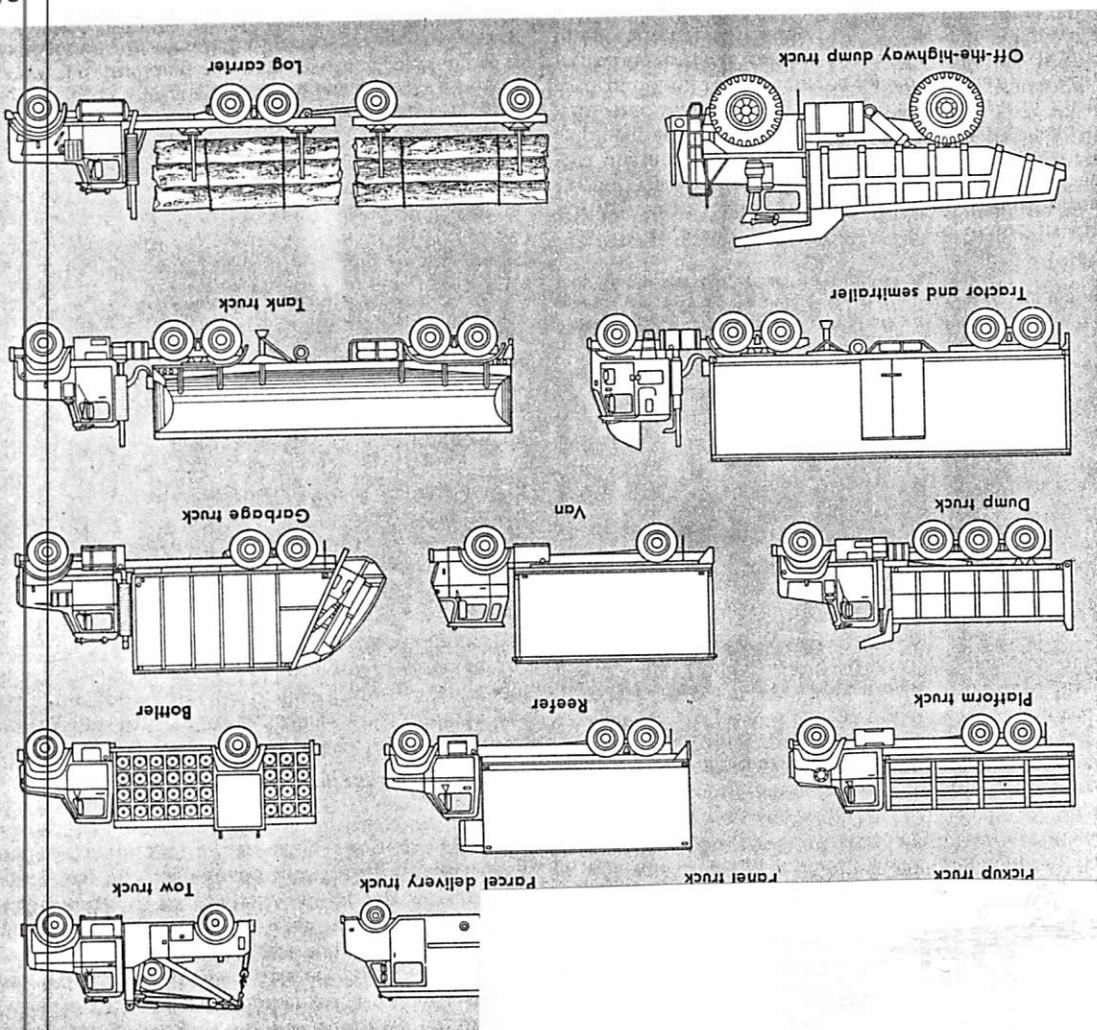 Pickup truck
Panel truck
Parcel delivery truck
Tow truck
Platform truck
Reefer
Bottler
Dump truck
Van
Garbage truck
Tractor and semitrailer
Tank truck
Off-the-highway dump truck
Log carrier